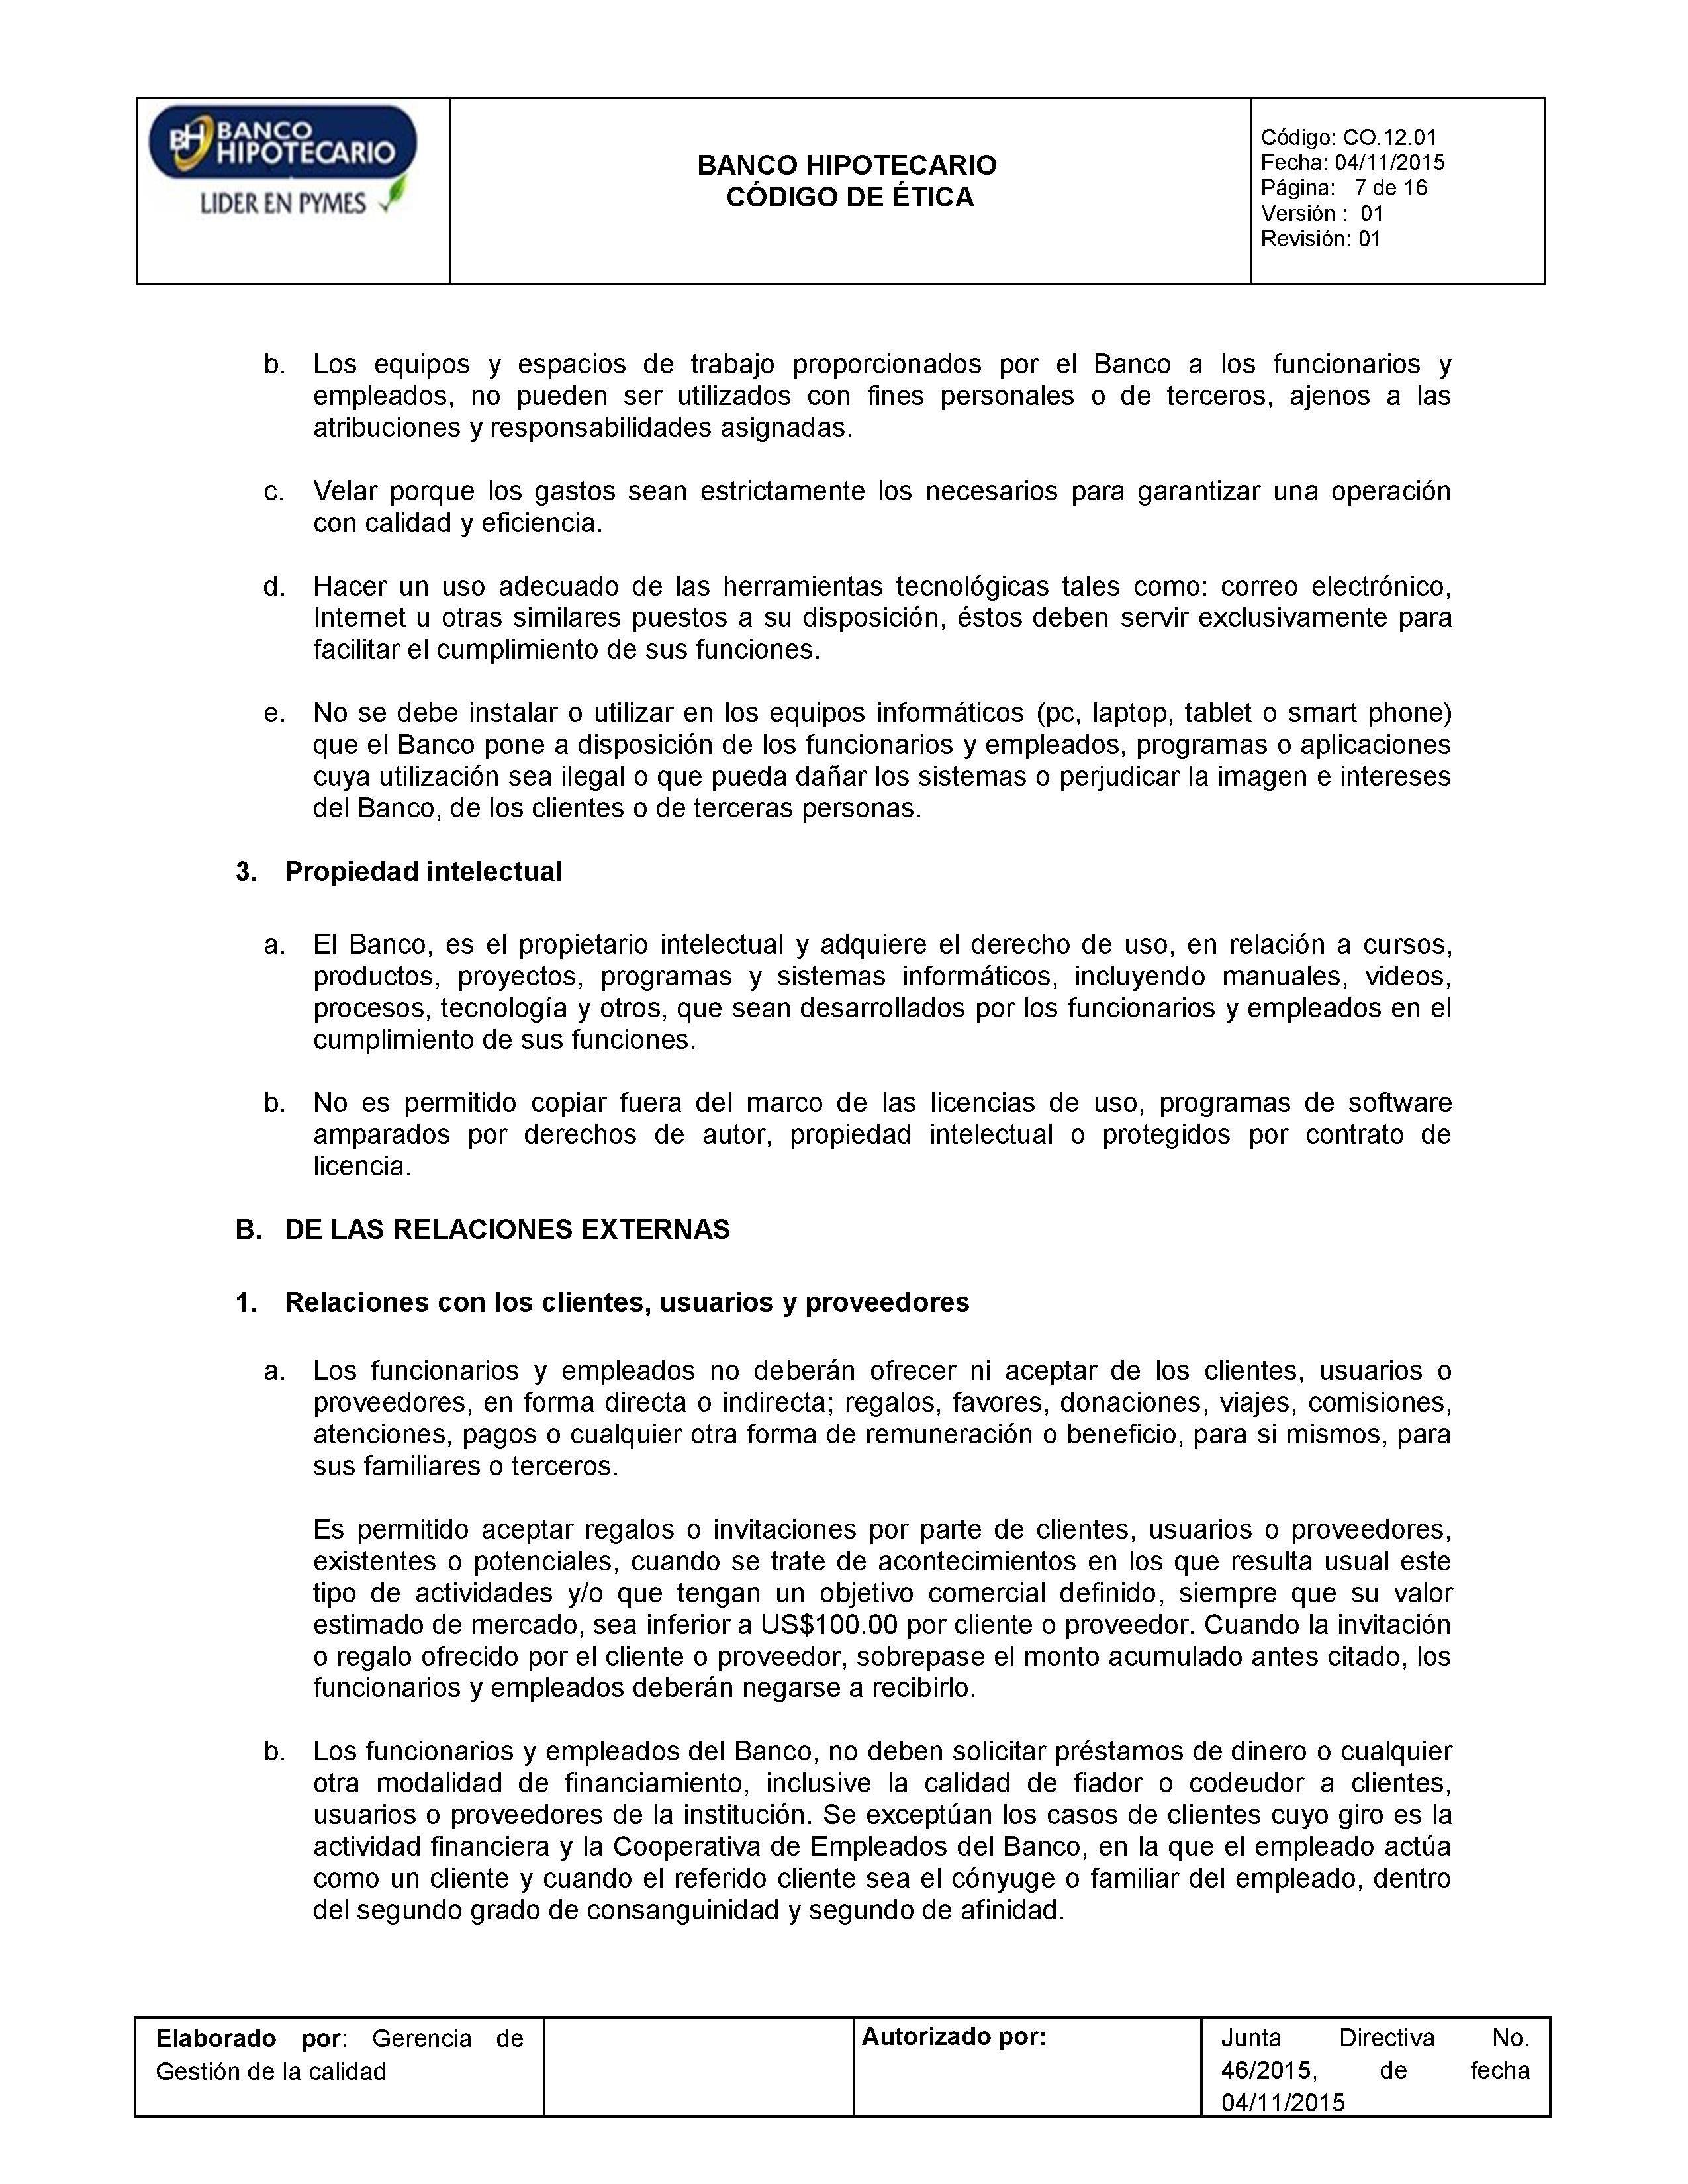 BH BANCO
HIPOTECARIO
LIDER EN PYMES
BANCO HIPOTECARIO
CÓDIGO DE ÉTICA
Código: CO.12.01
Fecha: 04/11/2015
Página: 7 de 16
Versión : 01
Revisión: 01
b. Los equipos y espacios de trabajo proporcionados por el Banco a los funcionarios y
empleados, no pueden ser utilizados con fines personales o de terceros, ajenos a las
atribuciones y responsabilidades asignadas.
c. Velar porque los gastos sean estrictamente los necesarios para garantizar una operación
con calidad y eficiencia.
d. Hacer un uso adecuado de las herramientas tecnológicas tales como: correo electrónico,
Internet u otras similares puestos a su disposición, éstos deben servir exclusivamente para
facilitar el cumplimiento de sus funciones.
e. No se debe instalar o utilizar en los equipos informáticos (pc, laptop, tablet o smart phone)
que el Banco pone a disposición de los funcionarios y empleados, programas o aplicaciones
cuya utilización sea ilegal o que pueda dañar los sistemas o perjudicar la imagen e intereses
del Banco, de los clientes o de terceras personas.
3. Propiedad intelectual
a. El Banco, es el propietario intelectual y adquiere el derecho de uso, en relación a cursos,
productos, proyectos, programas y sistemas informáticos, incluyendo manuales, videos,
procesos, tecnología y otros, que sean desarrollados por los funcionarios y empleados en el
cumplimiento de sus funciones.
b. No es permitido copiar fuera del marco de las licencias de uso, programas de software
amparados por derechos de autor, propiedad intelectual o protegidos por contrato de
licencia.
B. DE LAS RELACIONES EXTERNAS
1. Relaciones con los clientes, usuarios y proveedores
a. Los funcionarios y empleados no deberán ofrecer ni aceptar de los clientes, usuarios o
proveedores, en forma directa o indirecta; regalos, favores, donaciones, viajes, comisiones,
atenciones, pagos o cualquier otra forma de remuneración o beneficio, para si mismos, para
sus familiares o terceros.
Es permitido aceptar regalos o invitaciones por parte de clientes, usuarios o proveedores,
existentes o potenciales, cuando se trate de acontecimientos en los que resulta usual este
tipo de actividades y/o que tengan un objetivo comercial definido, siempre que su valor
estimado de mercado, sea inferior a US$100.00 por cliente o proveedor. Cuando la invitación
o regalo ofrecido por el cliente o proveedor, sobrepase el monto acumulado antes citado, los
funcionarios y empleados deberán negarse a recibirlo.
b. Los funcionarios y empleados del Banco, no deben solicitar préstamos de dinero o cualquier
otra modalidad de financiamiento, inclusive la calidad de fiador o codeudor a clientes,
usuarios o proveedores de la institución. Se exceptúan los casos de clientes cuyo giro es la
actividad financiera y la Cooperativa de Empleados del Banco, en la que el empleado actúa
como un cliente y cuando el referido cliente sea el cónyuge o familiar del empleado, dentro
del segundo grado de consanguinidad y segundo de afinidad.
Elaborado por: Gerencia de
Gestión de la calidad
Autorizado por:
Junta Directiva No.
46/2015, de fecha
04/11/2015